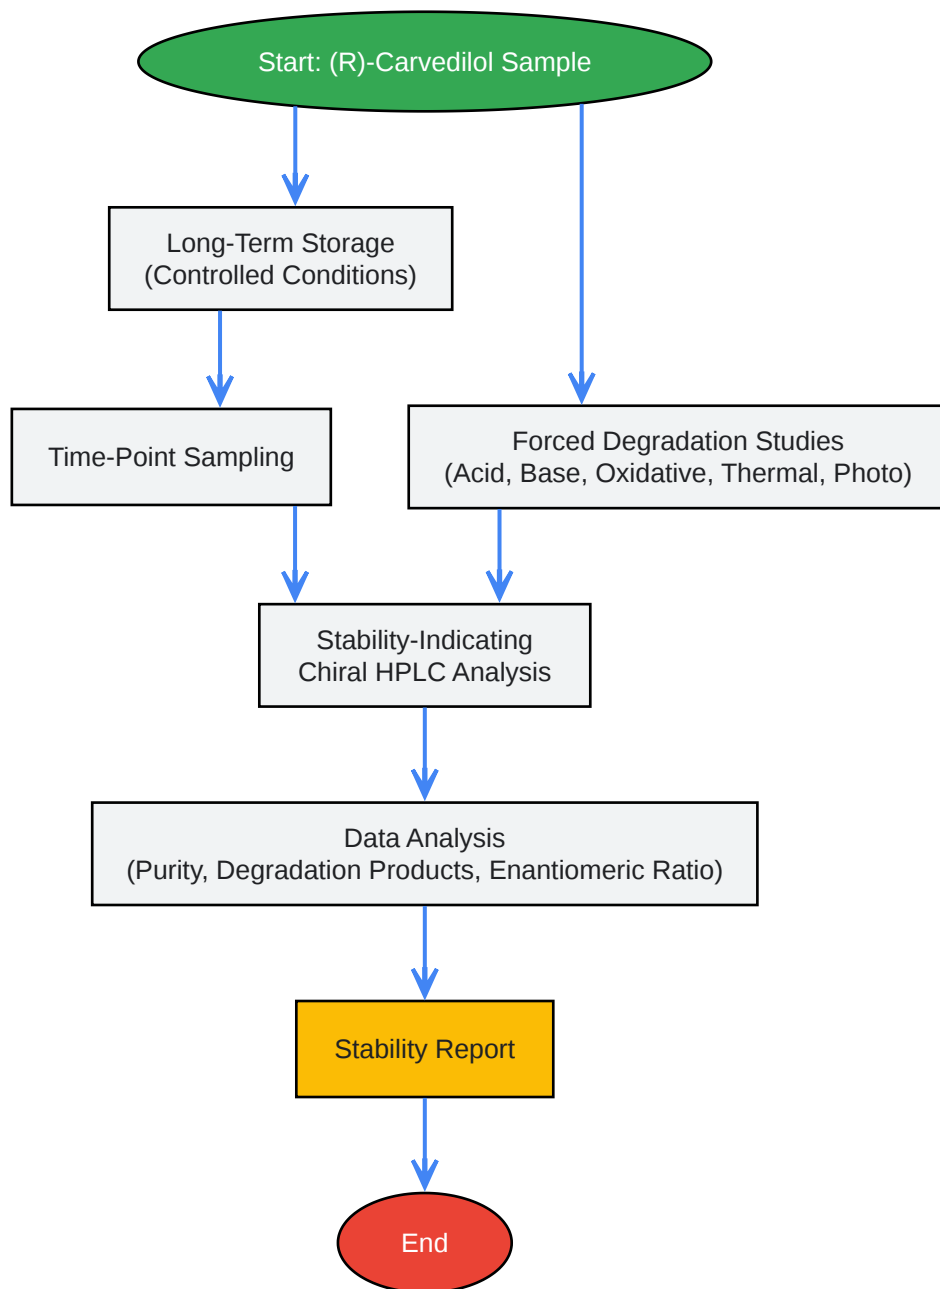 Start: (R)-Carvedilol Sample
Long-Term Storage
(Controlled Conditions)
Time-Point Sampling
Forced Degradation Studies
(Acid, Base, Oxidative, Thermal, Photo)
Stability-Indicating
Chiral HPLC Analysis
Data Analysis
(Purity, Degradation Products, Enantiomeric Ratio)
Stability Report
End